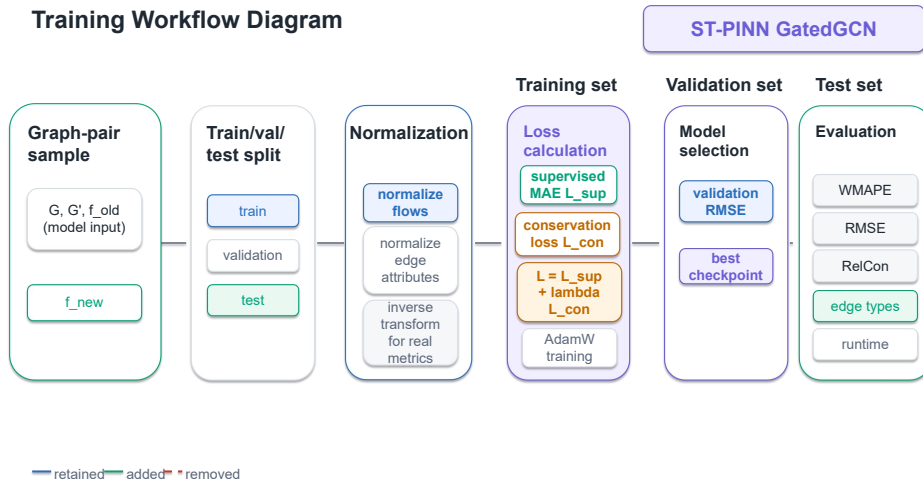 Training Workflow Diagram
ST-PINN GatedGCN
Training set
Validation set
Test set
Graph-pair
sample
G, G', f_old
(model input)
f_new
Train/val/
test split
train
validation
test
Normalization
normalize
flows
normalize
edge
attributes
inverse
transform
for real
metrics
Loss
calculation
supervised
MAE L_sup
conservation
loss L_con
L = L_sup
+ lambda
L_con
AdamW
training
Model
selection
validation
RMSE
best
checkpoint
Evaluation
WMAPE
RMSE
RelCon
edge types
runtime
retained
added
removed